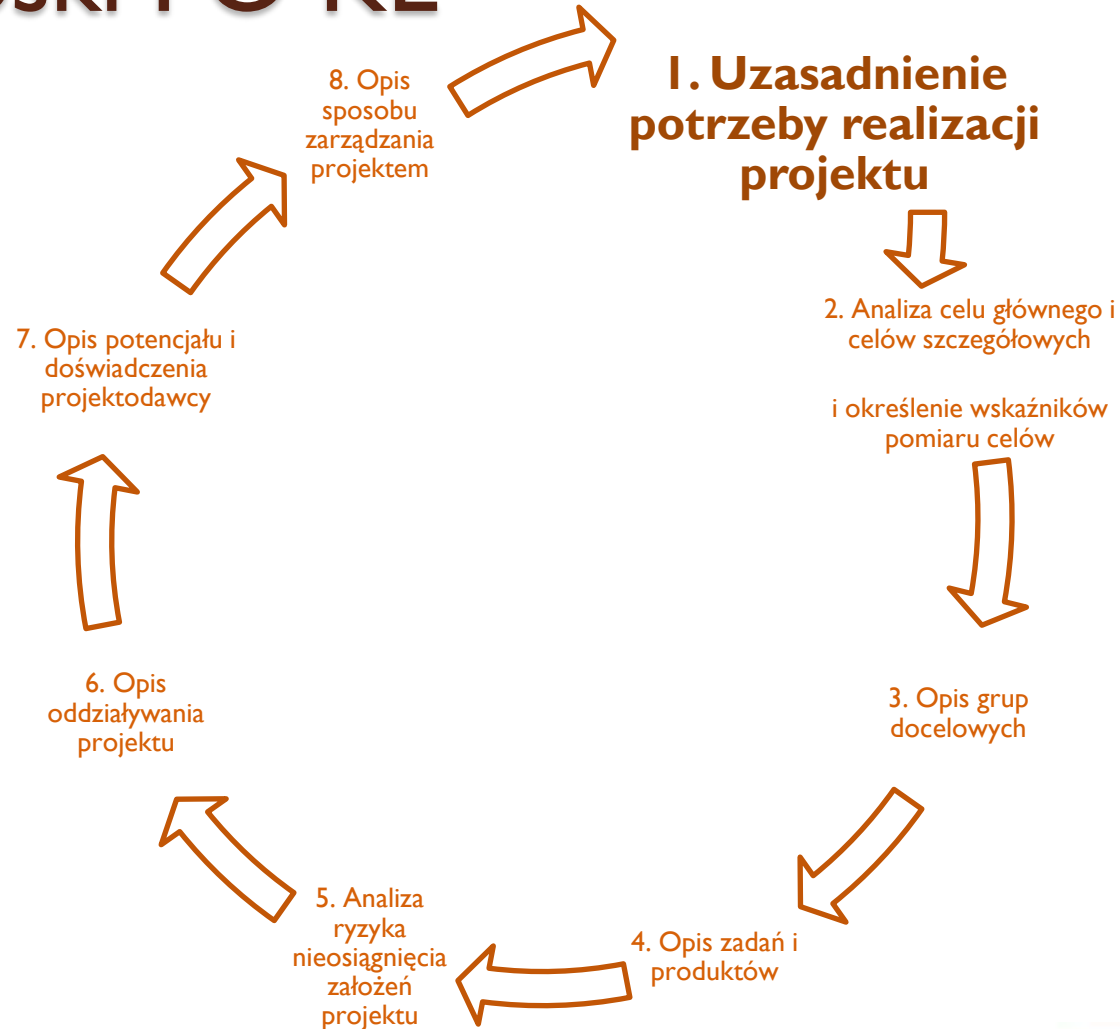 PO KL
1. Uzasadnienie
potrzeby realizacji
projektu
2. Analiza celu głównego i
celów szczegółowych
i określenie wskaźników
pomiaru celów
3. Opis grup
docelowych
4. Opis zadań i
produktów
5. Analiza
ryzyka
nieosiągnięcia
założeń
projektu
6. Opis
oddziaływania
projektu
7. Opis potencjału i
doświadczenia
projektodawcy
8. Opis
sposobu
zarządzania
projektem